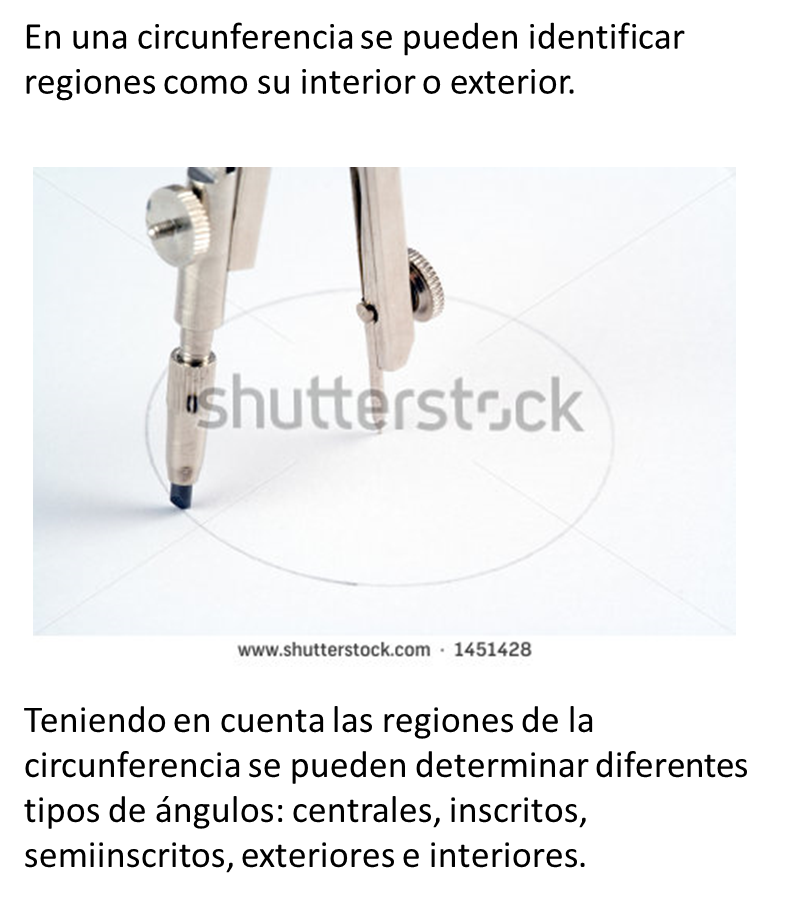 En una circunferencia se pueden identificar
regiones como su interior o exterior.
shutterstock
www.shutterstock.com · 1451428
Teniendo en cuenta las regiones de la
circunferencia se pueden determinar diferentes
tipos de ángulos: centrales, inscritos,
semiinscritos, exteriores e interiores.